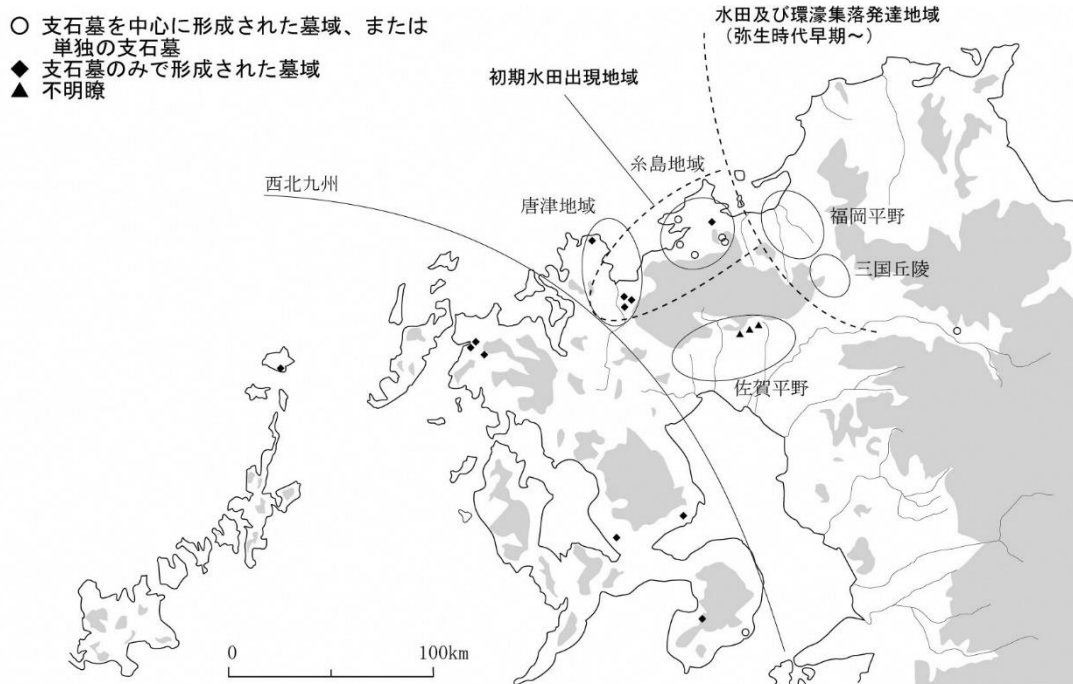 ○ 支石墓を中心に形成された墓域、または
単独の支石墓
◆ 支石墓のみで形成された墓域
▲ 不明瞭
水田及び環濠集落発達地域
（弥生時代早期～）
初期水田出現地域
糸島地域
西北九州
唐津地域
福岡平野
三国丘陵
佐賀平野
0 100km